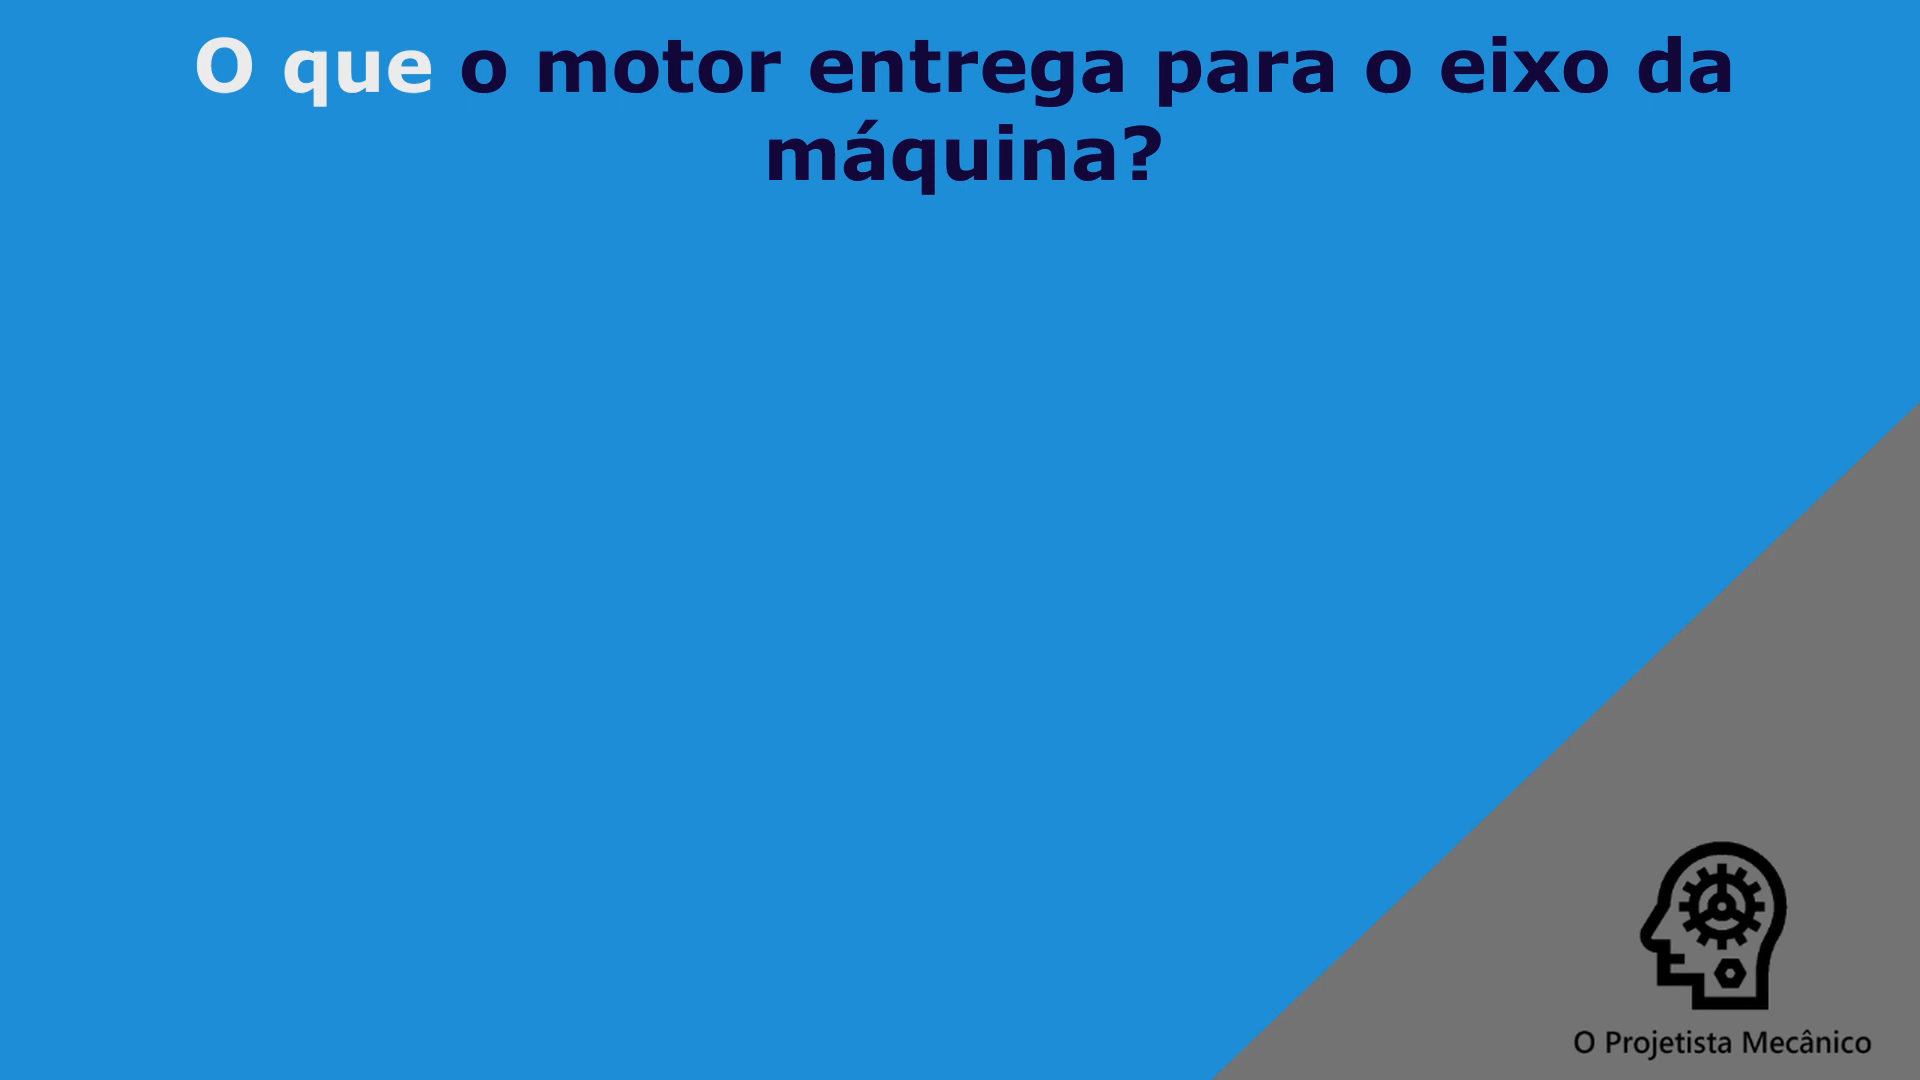 O que o motor entrega para o eixo da
máquina?
O Projetista Mecânico